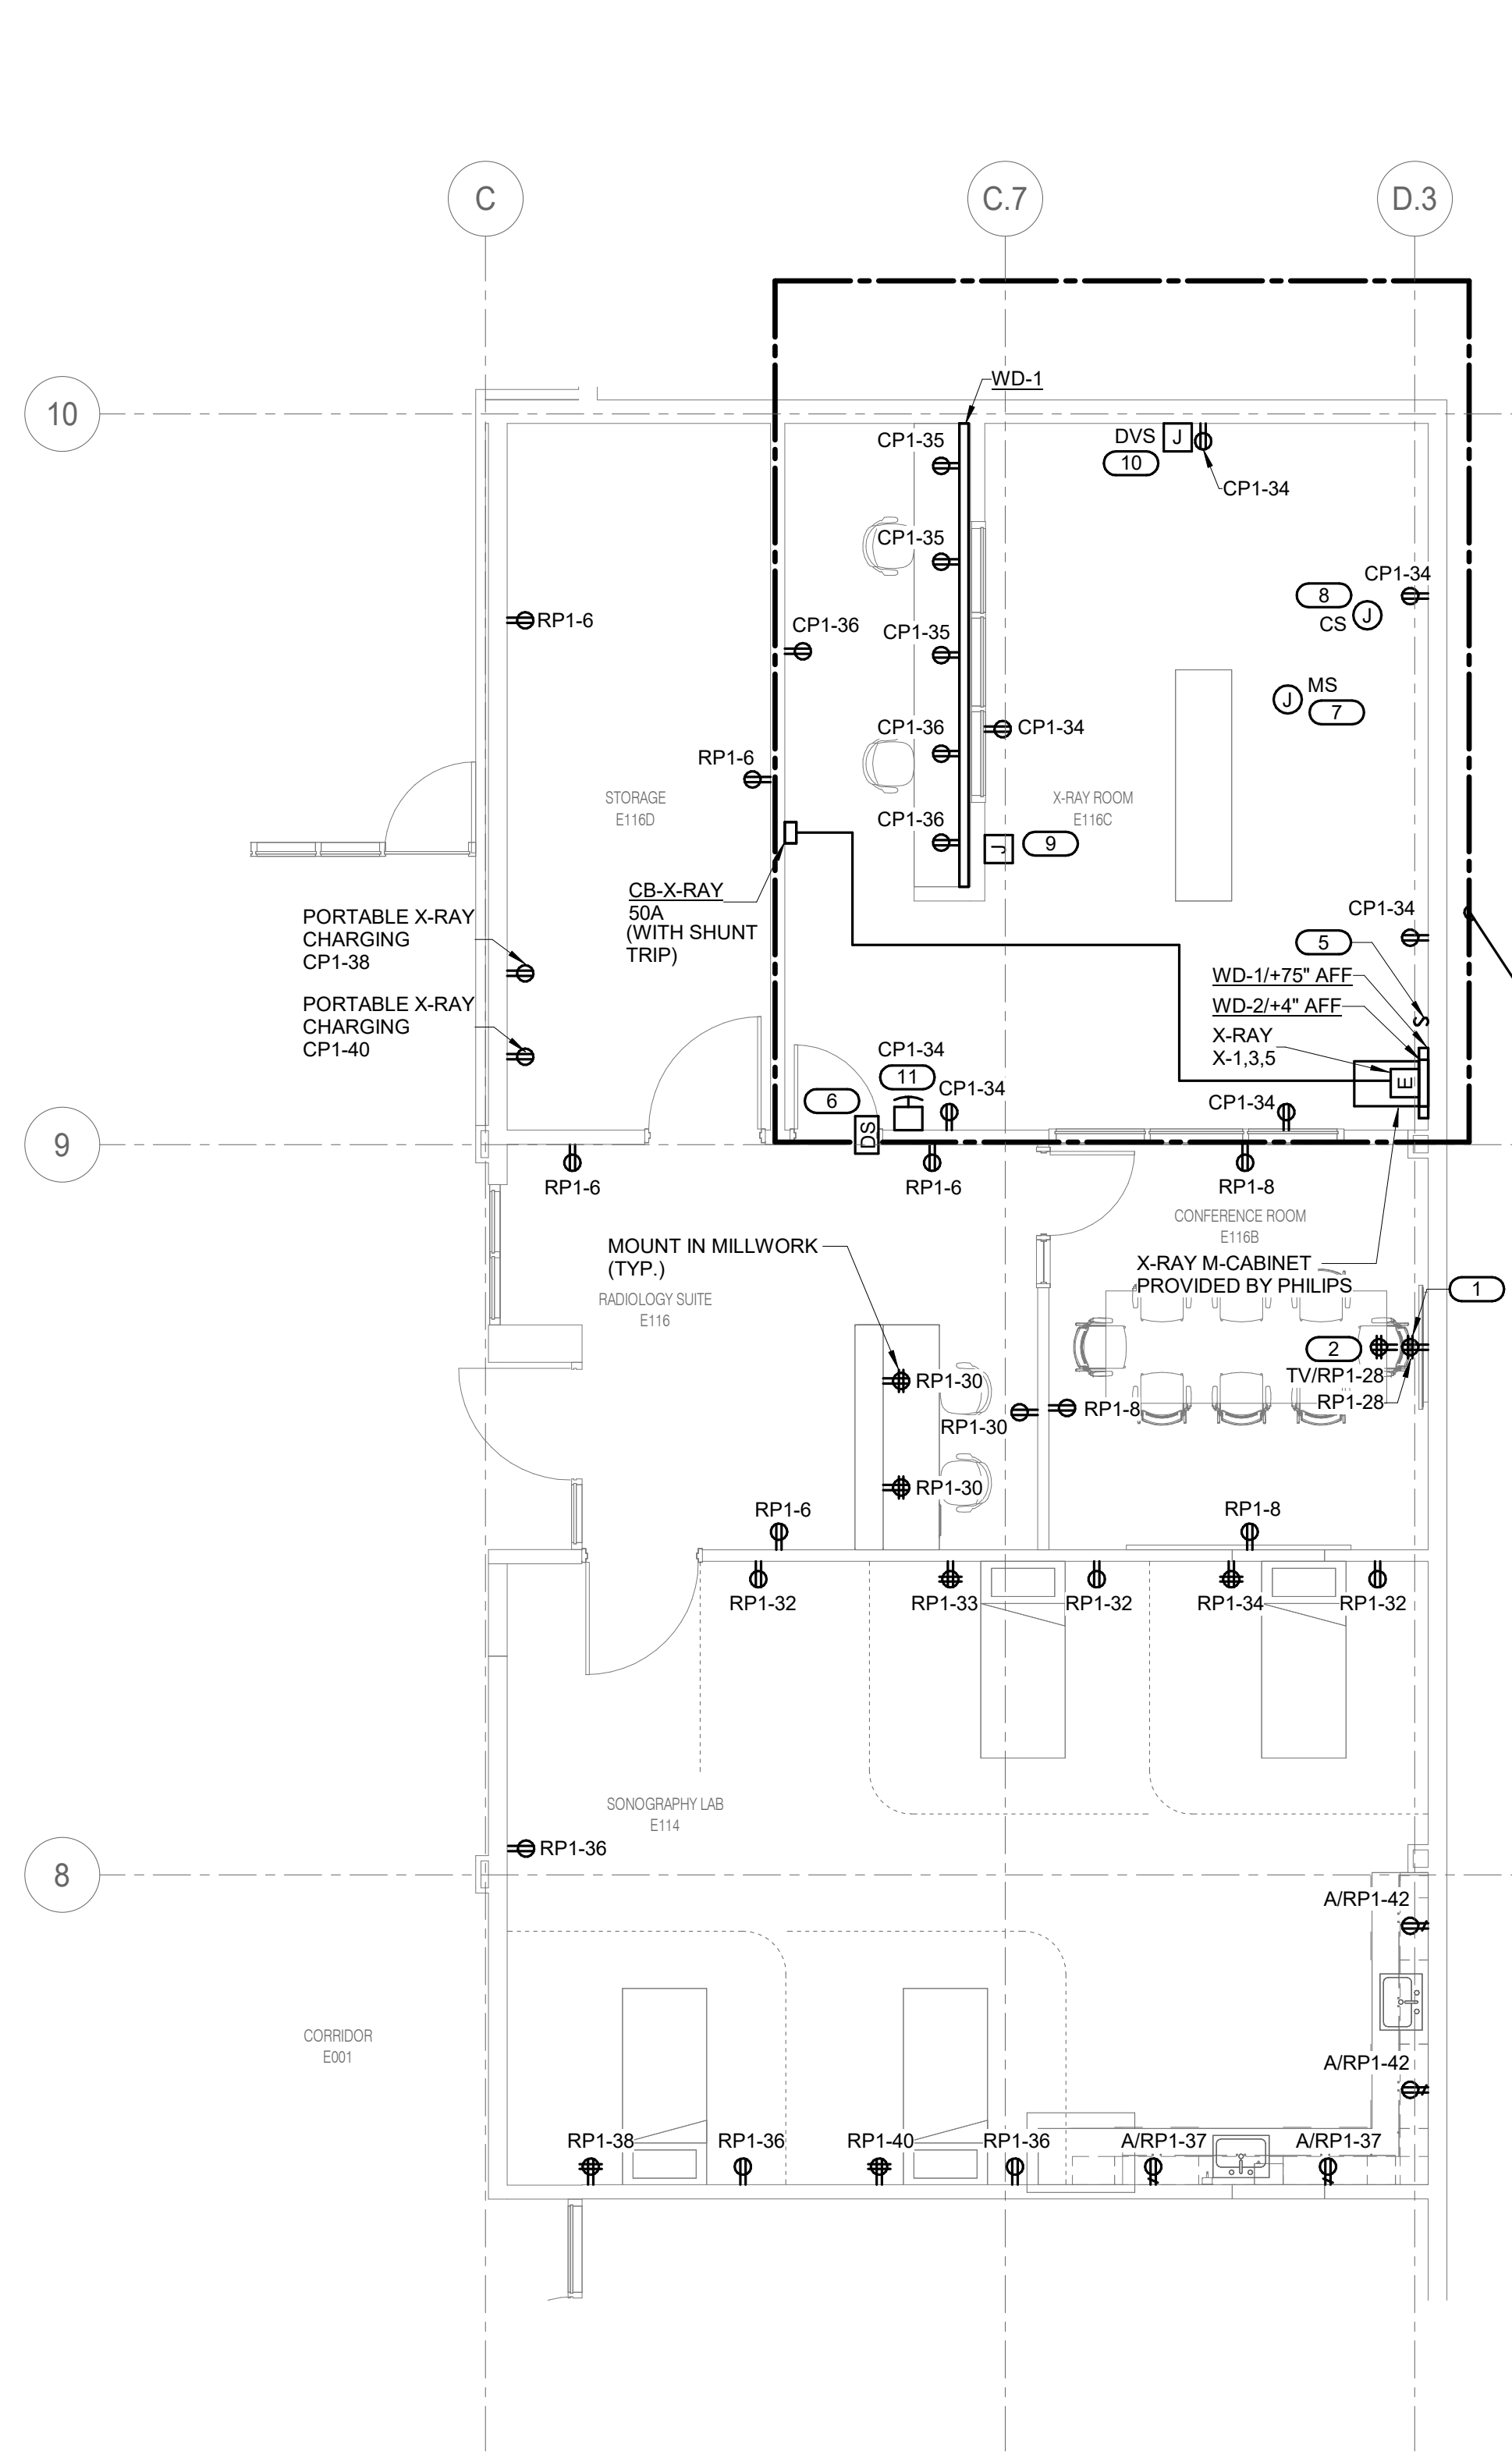 C
C.7
D.3
10
WD-1
CP1-35
DVS
J
10
CP1-34
CP1-35
CP1-34
8
CS
J
RP1-6
CP1-36
CP1-35
MS
J
7
CP1-36
CP1-34
RP1-6
STORAGE
E116D
X-RAY ROOM
E116C
CP1-36
J
9
CB-X-RAY
50A
(WITH SHUNT
TRIP)
PORTABLE X-RAY
CHARGING
CP1-38
CP1-34
5
WD-1/+75" AFF
WD-2/+4" AFF
S
PORTABLE X-RAY
CHARGING
CP1-40
X-RAY
X-1,3,5
E
CP1-34
11
6
CP1-34
CP1-34
DS
9
RP1-6
RP1-6
RP1-8
CONFERENCE ROOM
E116B
MOUNT IN MILLWORK
(TYP.)
X-RAY M-CABINET
PROVIDED BY PHILIPS
1
RADIOLOGY SUITE
E116
2
TV/RP1-28
RP1-28
RP1-30
RP1-30
RP1-8
RP1-30
RP1-6
RP1-8
RP1-32
RP1-33
RP1-32
RP1-34
RP1-32
SONOGRAPHY LAB
E114
RP1-36
8
A/RP1-42
CORRIDOR
E001
A/RP1-42
RP1-38
RP1-36
RP1-40
RP1-36
A/RP1-37
A/RP1-37